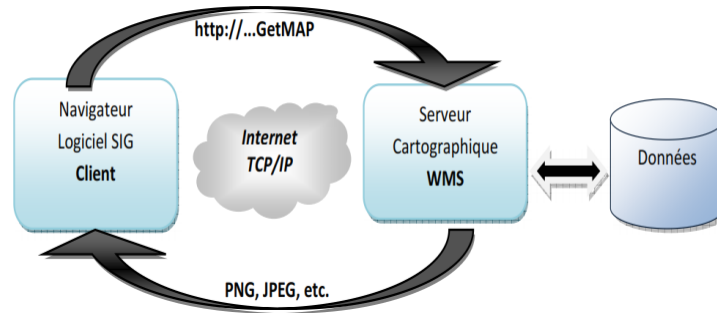 http://...GetMAP
Navigateur
Logiciel SIG
Client
Internet
TCP/IP
Serveur
Cartographique
WMS
Données
PNG, JPEG, etc.